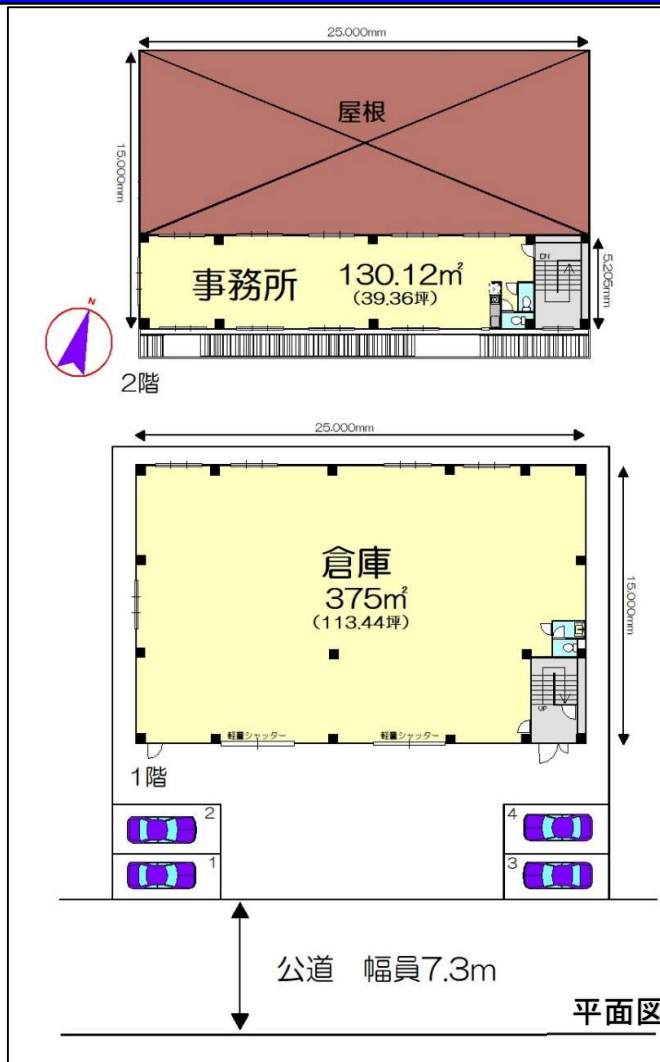 25.000mm
屋根
15.000mm
事務所 130.12㎡
(39.36坪)
DN
5.205mm
N
2階
25.000mm
倉庫
375㎡
(113.44坪)
15.000mm
UP
軽量シャッター 軽量シャッター
1階
2
4
1
3
公道 幅員7.3m
平面図